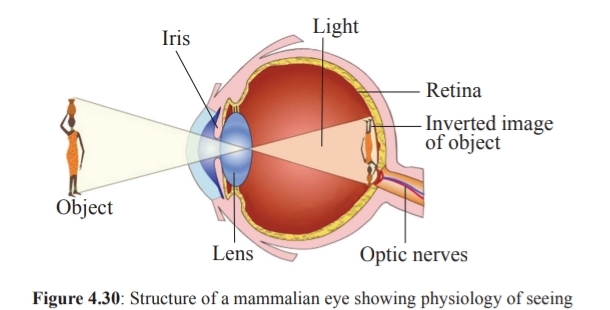 Light
Iris
Retina
Inverted image
of object
Object
Lens
Optic nerves
Figure 4.30: Structure of a mammalian eye showing physiology of seeing